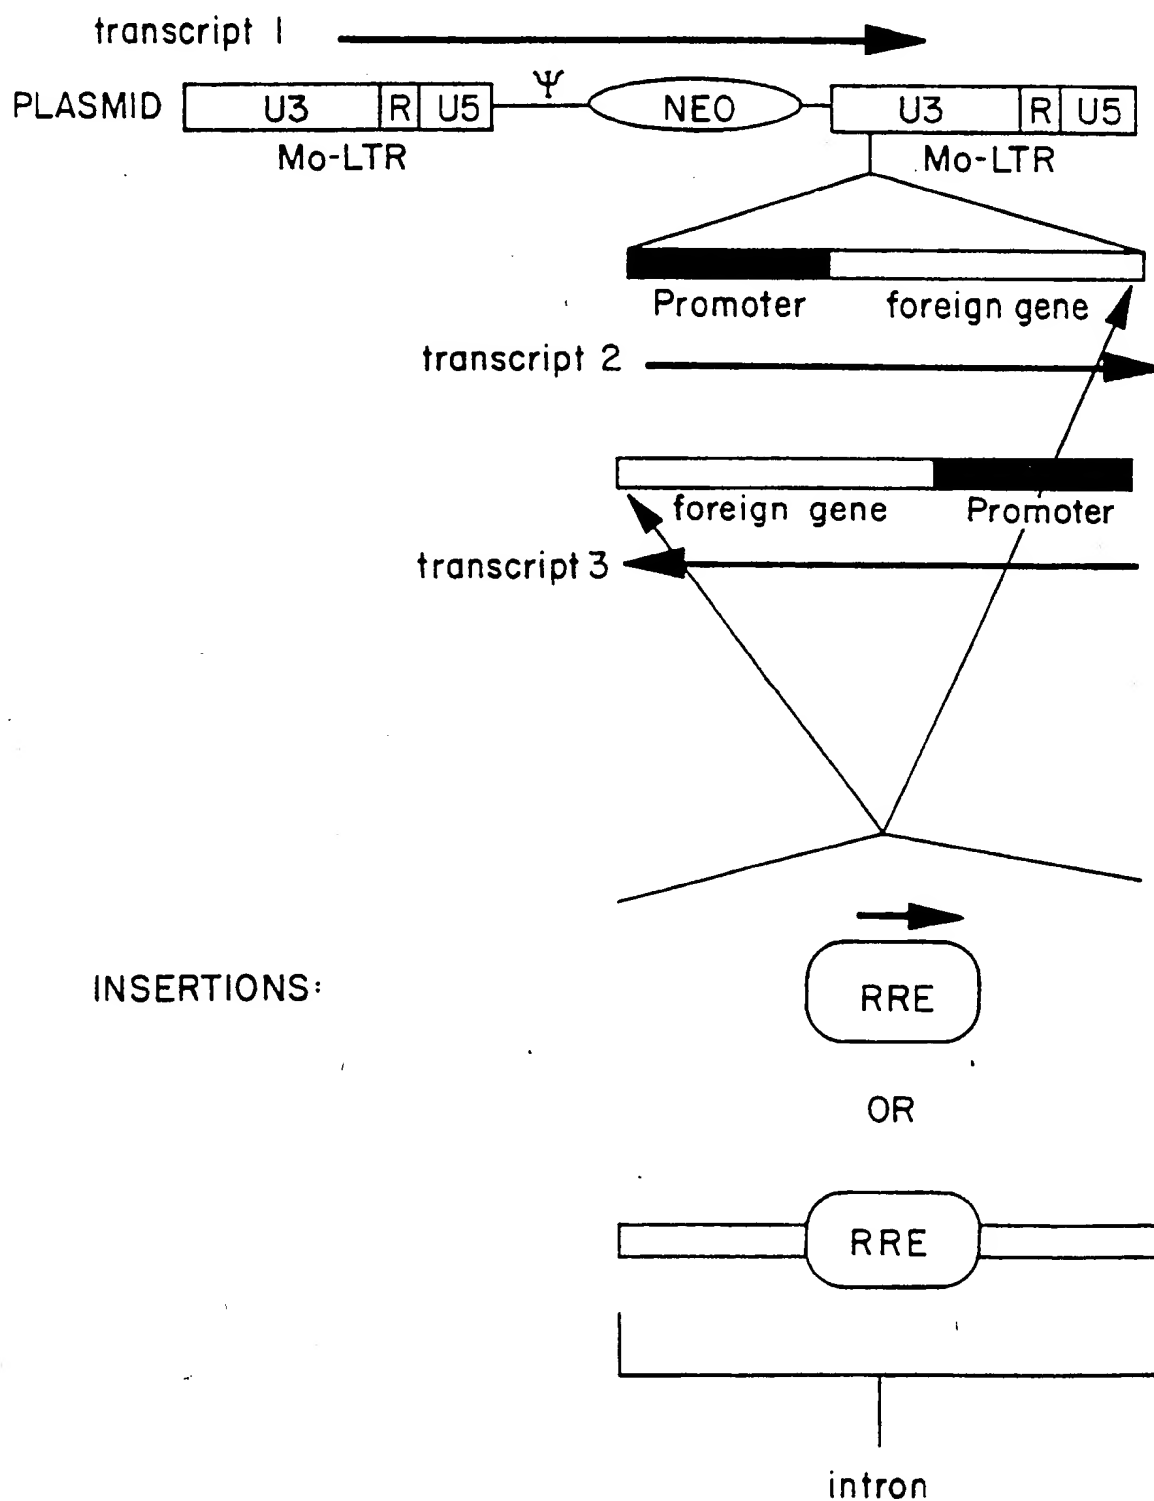 transcript 1
Ψ
PLASMID U3 R U5 NEO U3 R U5
Mo-LTR Mo-LTR
Promoter foreign gene
transcript 2
foreign gene Promoter
transcript 3
RRE
INSERTIONS:
OR
RRE
intron